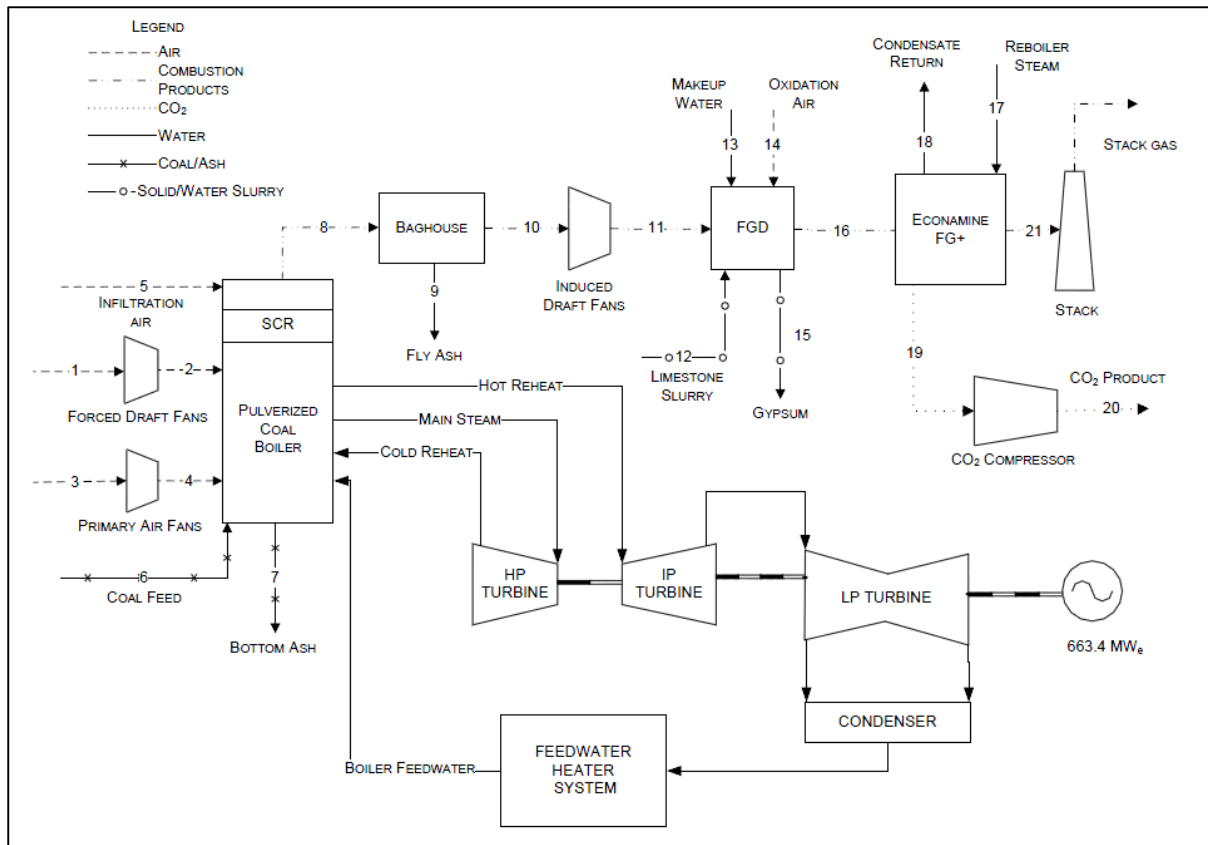 LEGEND
AIR
COMBUSTION
PRODUCTS
CO₂
WATER
COAL/ASH
SOLID/WATER SLURRY
CONDENSATE
RETURN
REBOILER
STEAM
MAKEUP
WATER
OXIDATION
AIR
17
18
13
14
STACK GAS
8
BAGHOUSE
10
11
FGD
16
ECONAMINE
FG+
21
5
INFILTRATION
AIR
SCR
9
INDUCED
DRAFT FANS
STACK
FLY ASH
12
LIMESTONE
SLURRY
15
GYPSUM
19
CO₂ PRODUCT
20
CO₂ COMPRESSOR
1
2
FORCED DRAFT FANS
PULVERIZED
COAL
BOILER
HOT REHEAT
MAIN STEAM
COLD REHEAT
3
4
PRIMARY AIR FANS
6
COAL FEED
7
BOTTOM ASH
HP
TURBINE
IP
TURBINE
LP TURBINE
663.4 MWₑ
CONDENSER
FEEDWATER
HEATER
SYSTEM
BOILER FEEDWATER